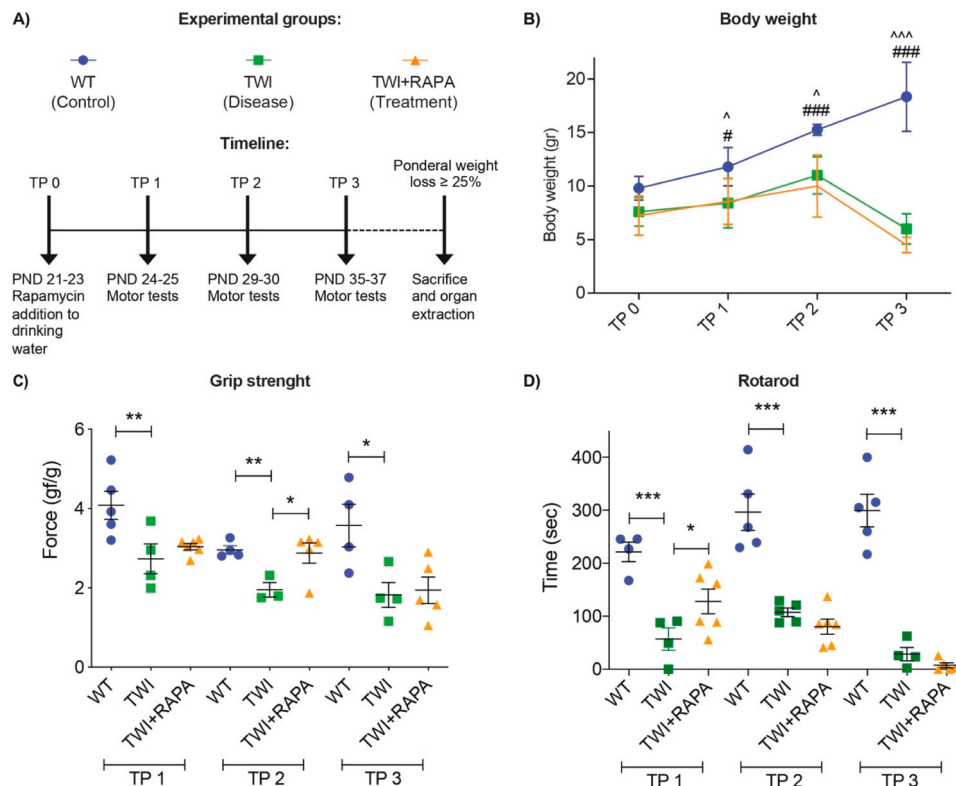 A)
Experimental groups:
WT
(Control)
TWI
(Disease)
TWI+RAPA
(Treatment)
Timeline:
TP 0
TP 1
TP 2
TP 3
Ponderal weight
loss ≥ 25%
PND 21-23
Rapamycin
addition to
drinking
water
PND 24-25
Motor tests
PND 29-30
Motor tests
PND 35-37
Motor tests
Sacrifice
and organ
extraction
B)
Body weight
Body weight (gr)
20
15
10
5
0
^
#
^
###
^^^
###
TP 0
TP 1
TP 2
TP 3
C)
Grip strenght
Force (gf/g)
6
4
2
0
**
**
*
*
WT
TWI
TWI+RAPA
WT
TWI
TWI+RAPA
WT
TWI
TWI+RAPA
TP 1
TP 2
TP 3
D)
Rotarod
Time (sec)
400
300
200
100
0
***
*
***
***
WT
TWI
TWI+RAPA
WT
TWI
TWI+RAPA
WT
TWI
TWI+RAPA
TP 1
TP 2
TP 3